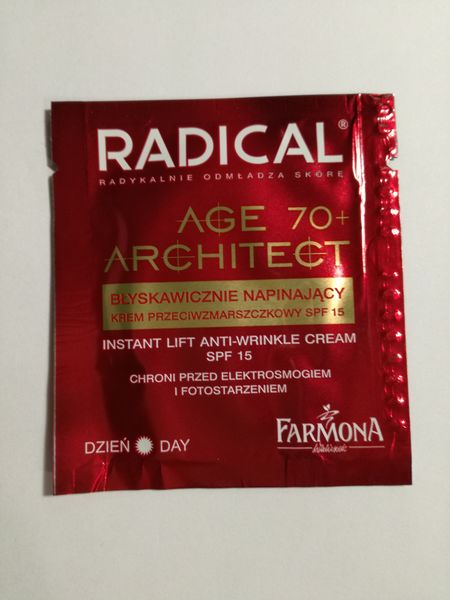 RADICAL®
RADYKALNIE ODMŁADZA SKÓRĘ
AGE 70+
ARCHITECT
BŁYSKAWICZNIE NAPINAJĄCY
KREM PRZECIWZMARSZCZKOWY SPF 15
INSTANT LIFT ANTI-WRINKLE CREAM
SPF 15
CHRONI PRZED ELEKTROSMOGIEM
I FOTOSTARZENIEM
FARMONA
DZIEŃ DAY